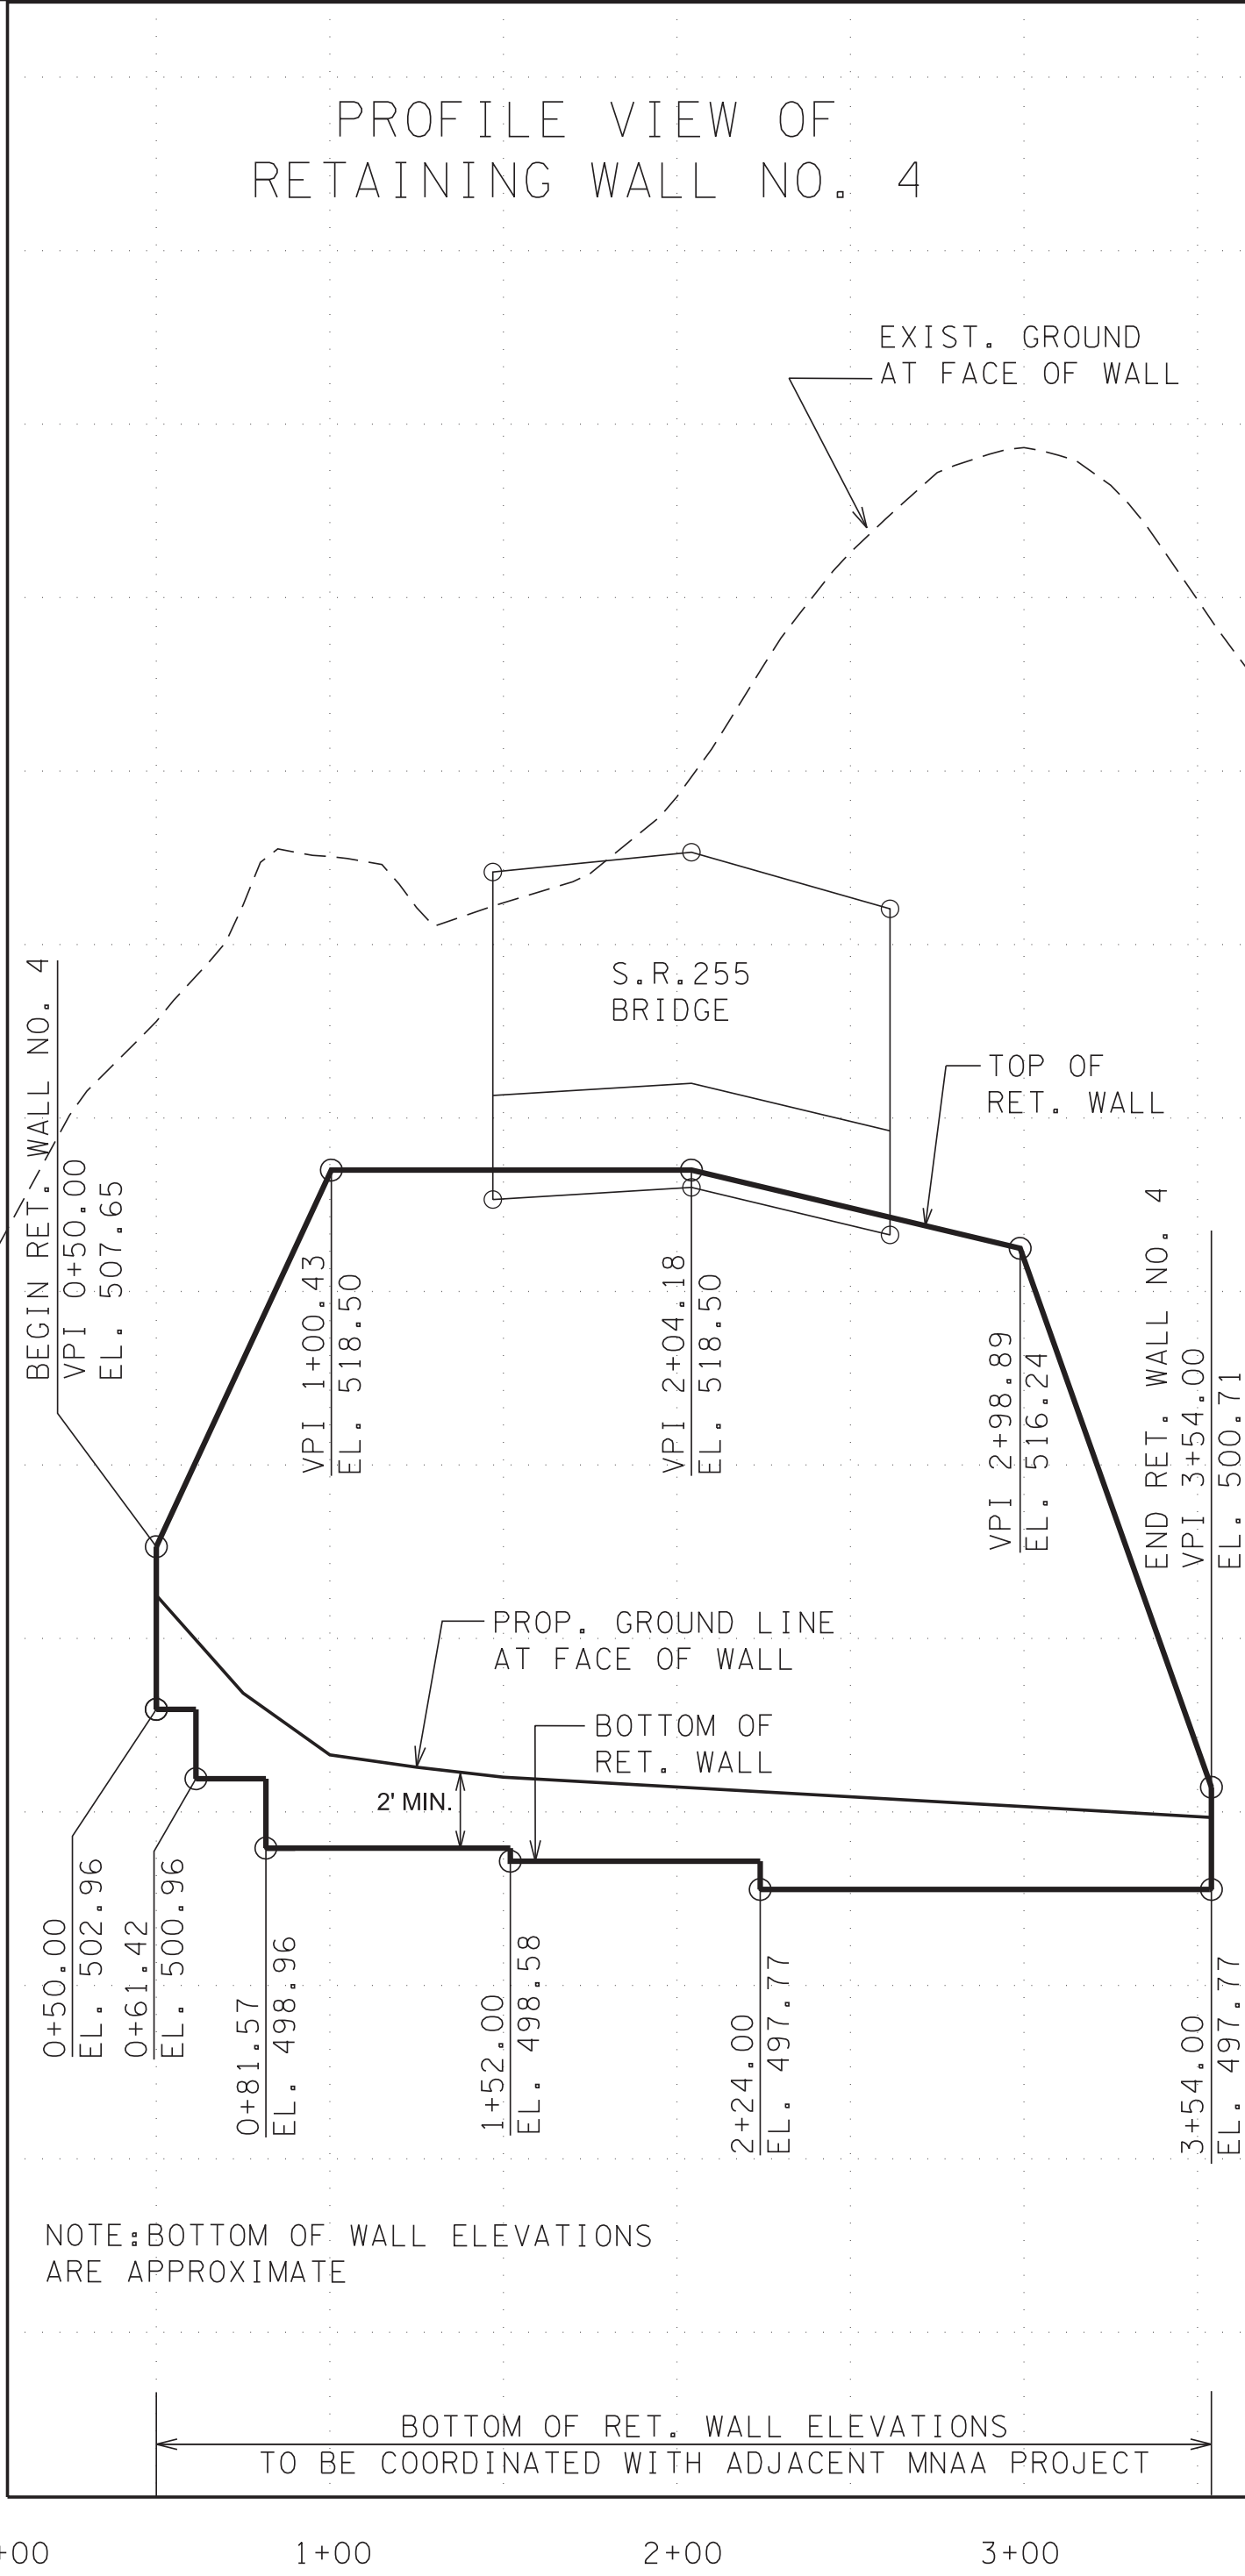 PROFILE VIEW OF
RETAINING WALL NO. 4
EXIST. GROUND
AT FACE OF WALL
S.R.255
BRIDGE
TOP OF
RET. WALL
BEGIN RET. WALL NO. 4
VPI 0+50.00
EL. 507.65
VPI 1+00.43
EL. 518.50
VPI 2+04.18
EL. 518.50
VPI 2+98.89
EL. 516.24
END RET. WALL NO. 4
VPI 3+54.00
EL. 500.71
PROP. GROUND LINE
AT FACE OF WALL
BOTTOM OF
RET. WALL
2' MIN.
0+50.00
EL. 502.96
0+61.42
EL. 500.96
0+81.57
EL. 498.96
1+52.00
EL. 498.58
2+24.00
EL. 497.77
3+54.00
EL. 497.77
NOTE:BOTTOM OF WALL ELEVATIONS
ARE APPROXIMATE
BOTTOM OF RET. WALL ELEVATIONS
TO BE COORDINATED WITH ADJACENT MNAA PROJECT
+00 1+00 2+00 3+00